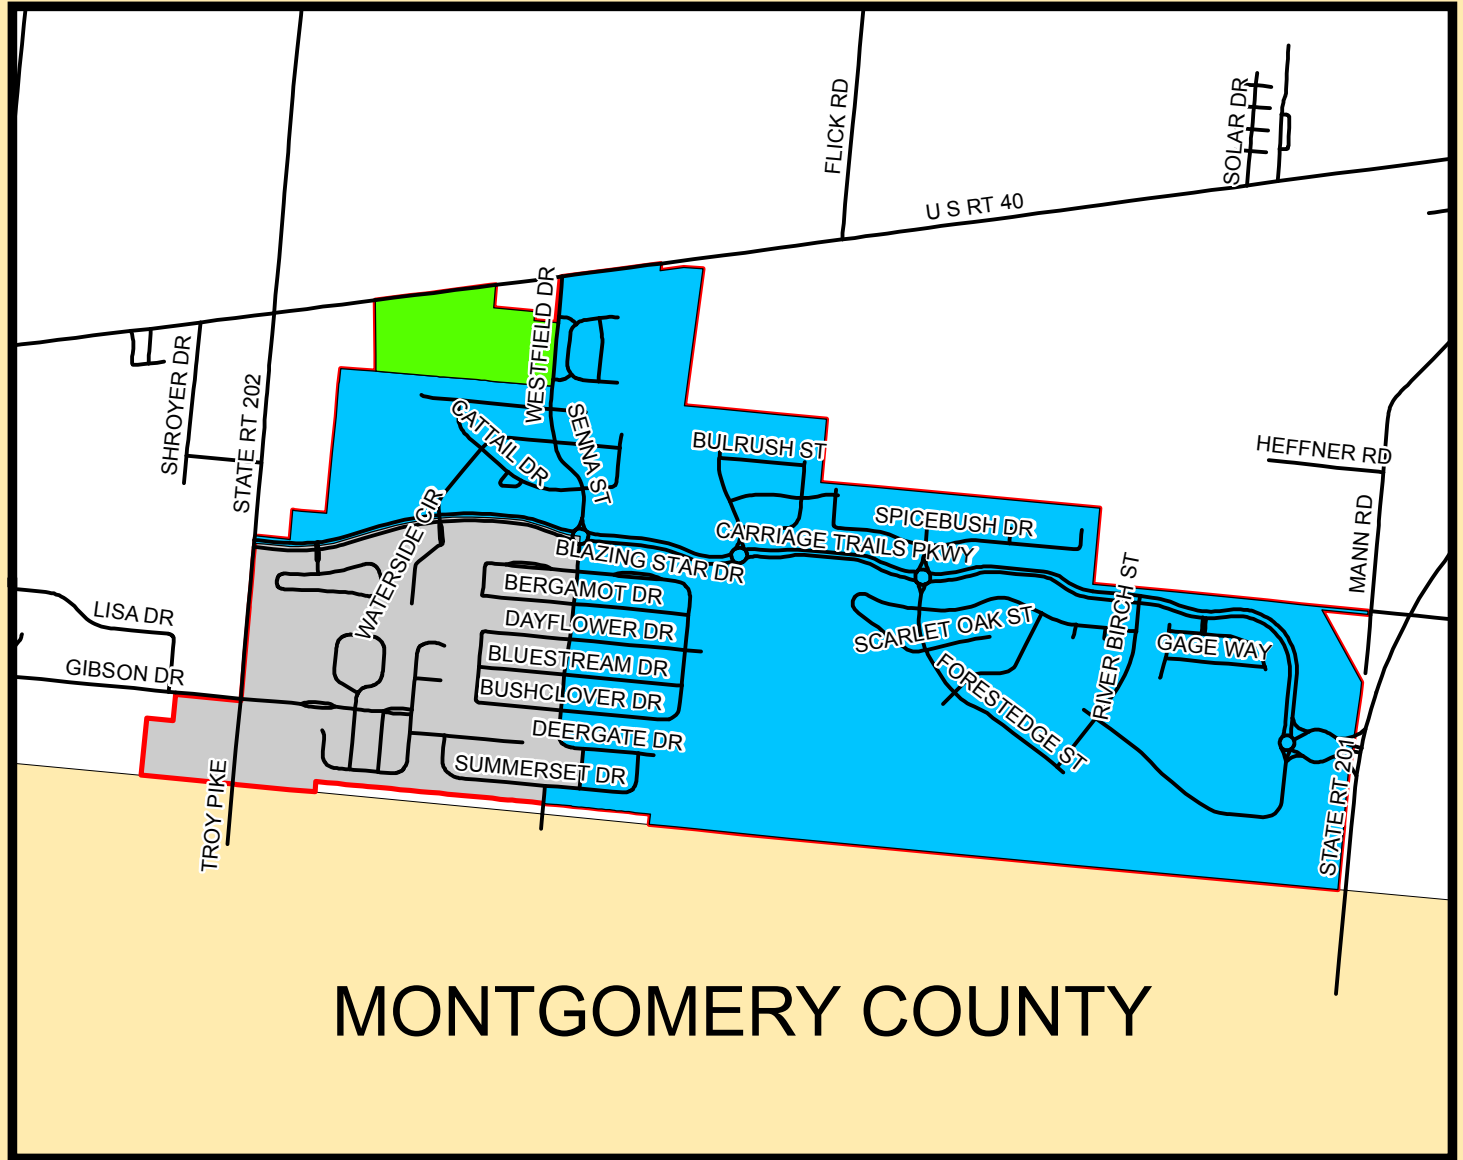 FLICK RD
SOLAR DR
U S RT 40
WESTFIELD DR
SHROYER DR
STATE RT 202
CATTAIL DR
SENNA ST
BULRUSH ST
HEFFNER RD
MANN RD
WATERSIDE CIR
SPICEBUSH DR
CARRIAGE TRAILS PKWY
BLAZING STAR DR
BERGAMOT DR
LISA DR
DAYFLOWER DR
SCARLET OAK ST
RIVER BIRCH ST
GAGE WAY
GIBSON DR
BLUESTREAM DR
BUSHCLOVER DR
FORESTEDGE ST
DEERGATE DR
SUMMERSET DR
TROY PIKE
STATE RT 201
MONTGOMERY COUNTY